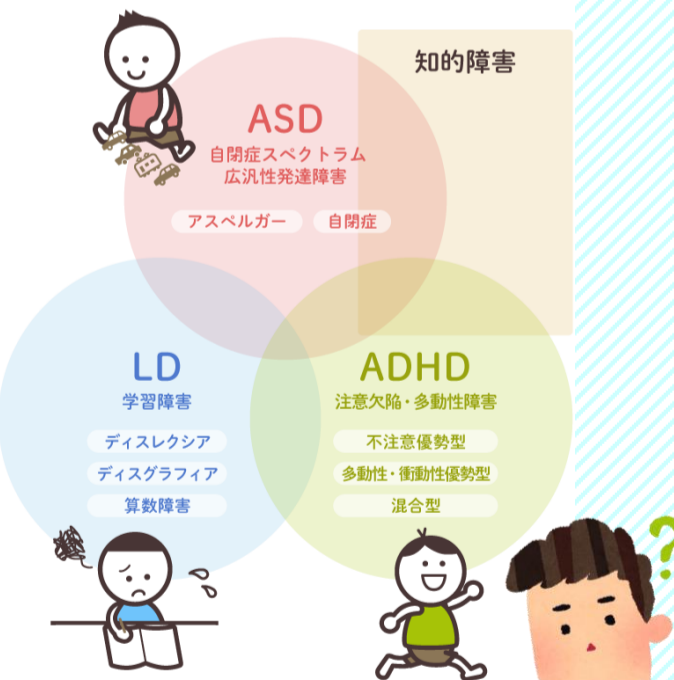 知的障害
ASD
自閉症スペクトラム
広汎性発達障害
アスペルガー
自閉症
LD
学習障害
ディスレクシア
ディスグラフィア
算数障害
ADHD
注意欠陥・多動性障害
不注意優勢型
多動性・衝動性優勢型
混合型
?